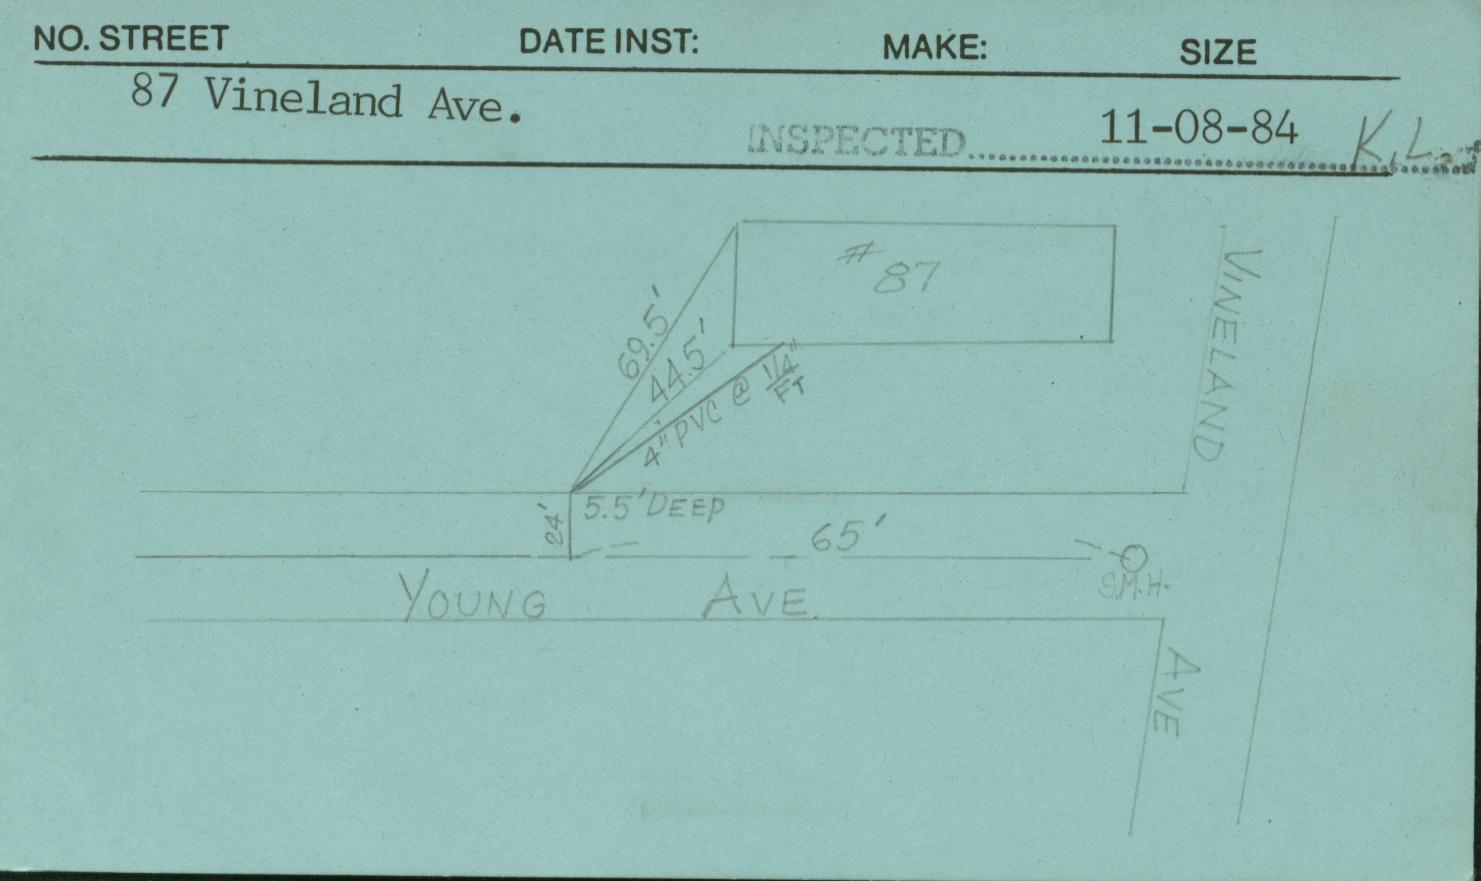 NO. STREET DATE INST: MAKE: SIZE
87 Vineland Ave.
INSPECTED 11-08-84 K.L.
# 87
VINELAND
69.5'
44.5'
4" PVC @ 1/4" FT
24'
5.5' DEEP
65'
S.M.H.
YOUNG AVE.
AVE